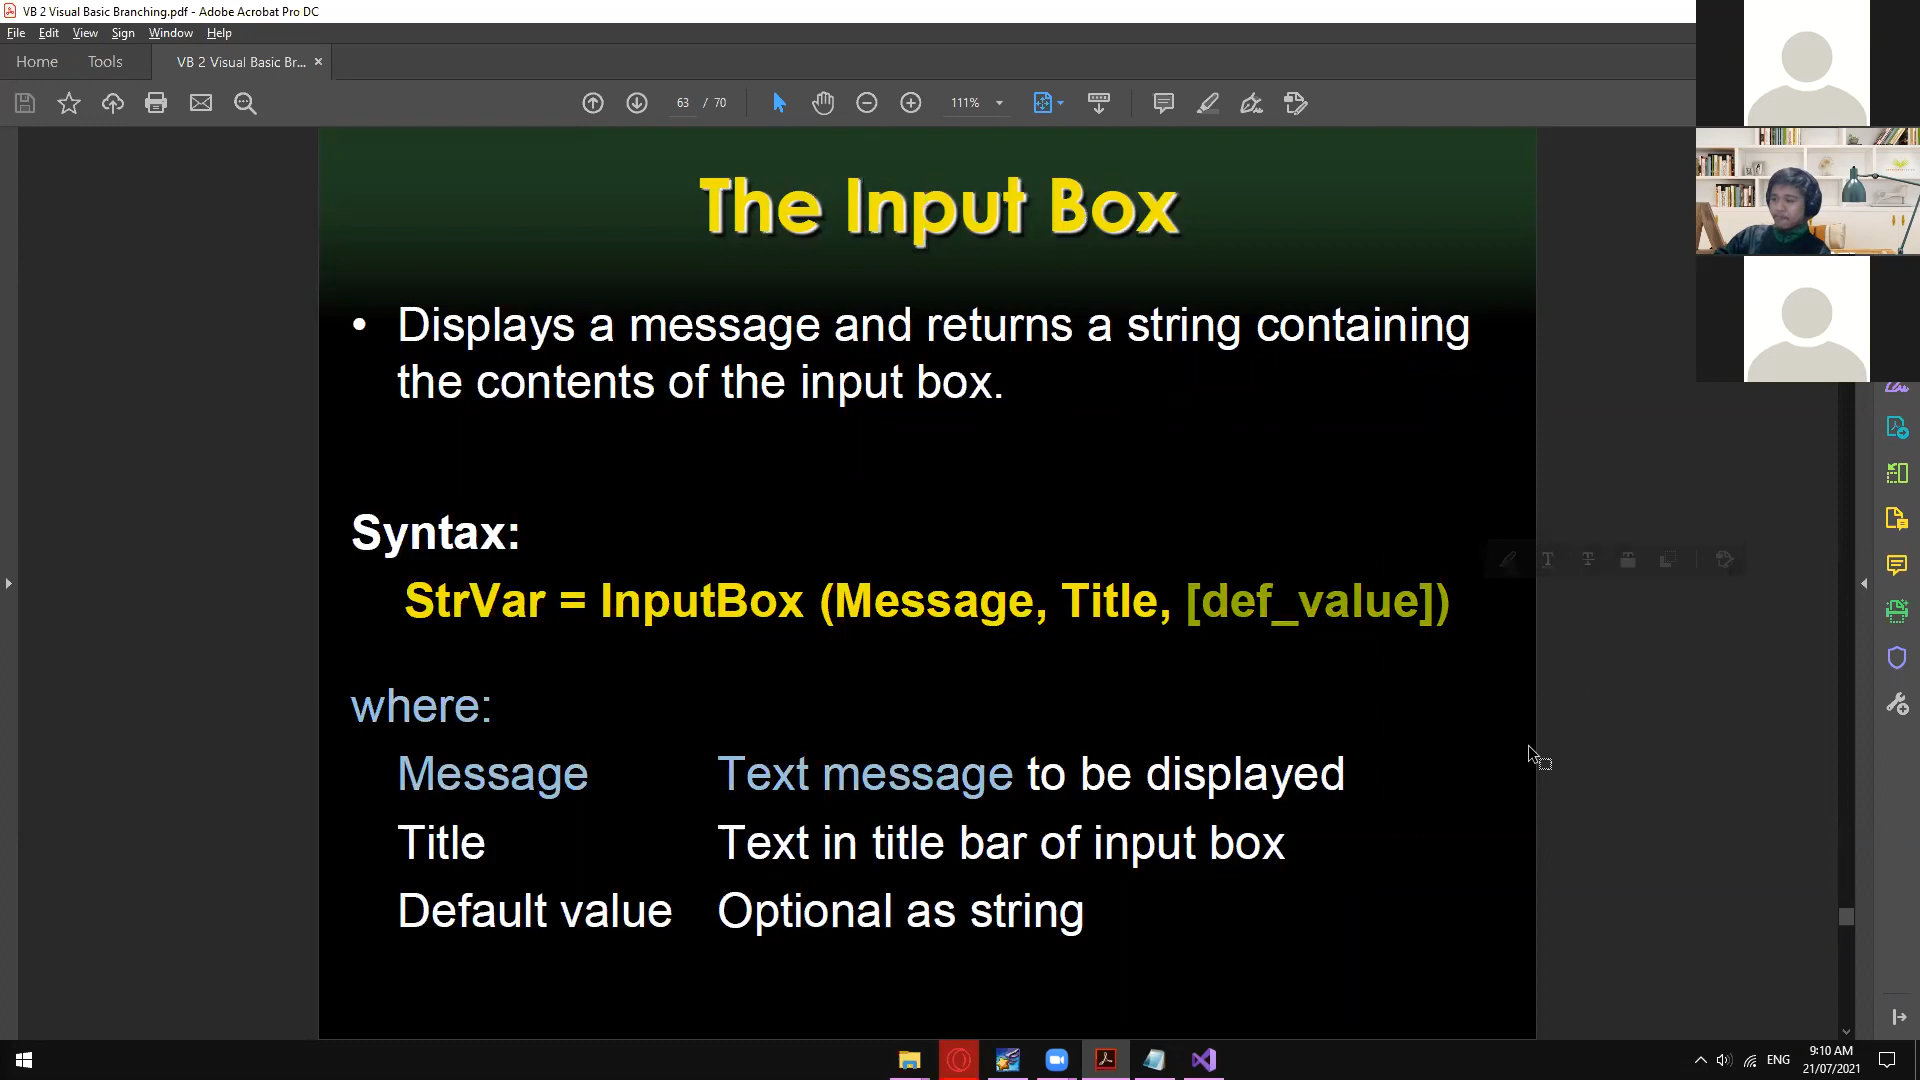 VB 2 Visual Basic Branching.pdf - Adobe Acrobat Pro DC
File Edit View Sign Window Help
Home Tools VB 2 Visual Basic Br... ×
63 / 70 111%
The Input Box
• Displays a message and returns a string containing
the contents of the input box.
Syntax:
StrVar = InputBox (Message, Title, [def_value])
where:
Message Text message to be displayed
Title Text in title bar of input box
Default value Optional as string
ENG 9:10 AM
21/07/2021